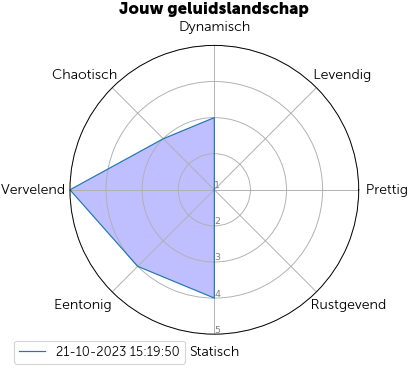 Jouw geluidslandschap
Dynamisch
Chaotisch
Levendig
Vervelend
Prettig
1
2
3
4
5
Eentonig
Rustgevend
Statisch
21-10-2023 15:19:50